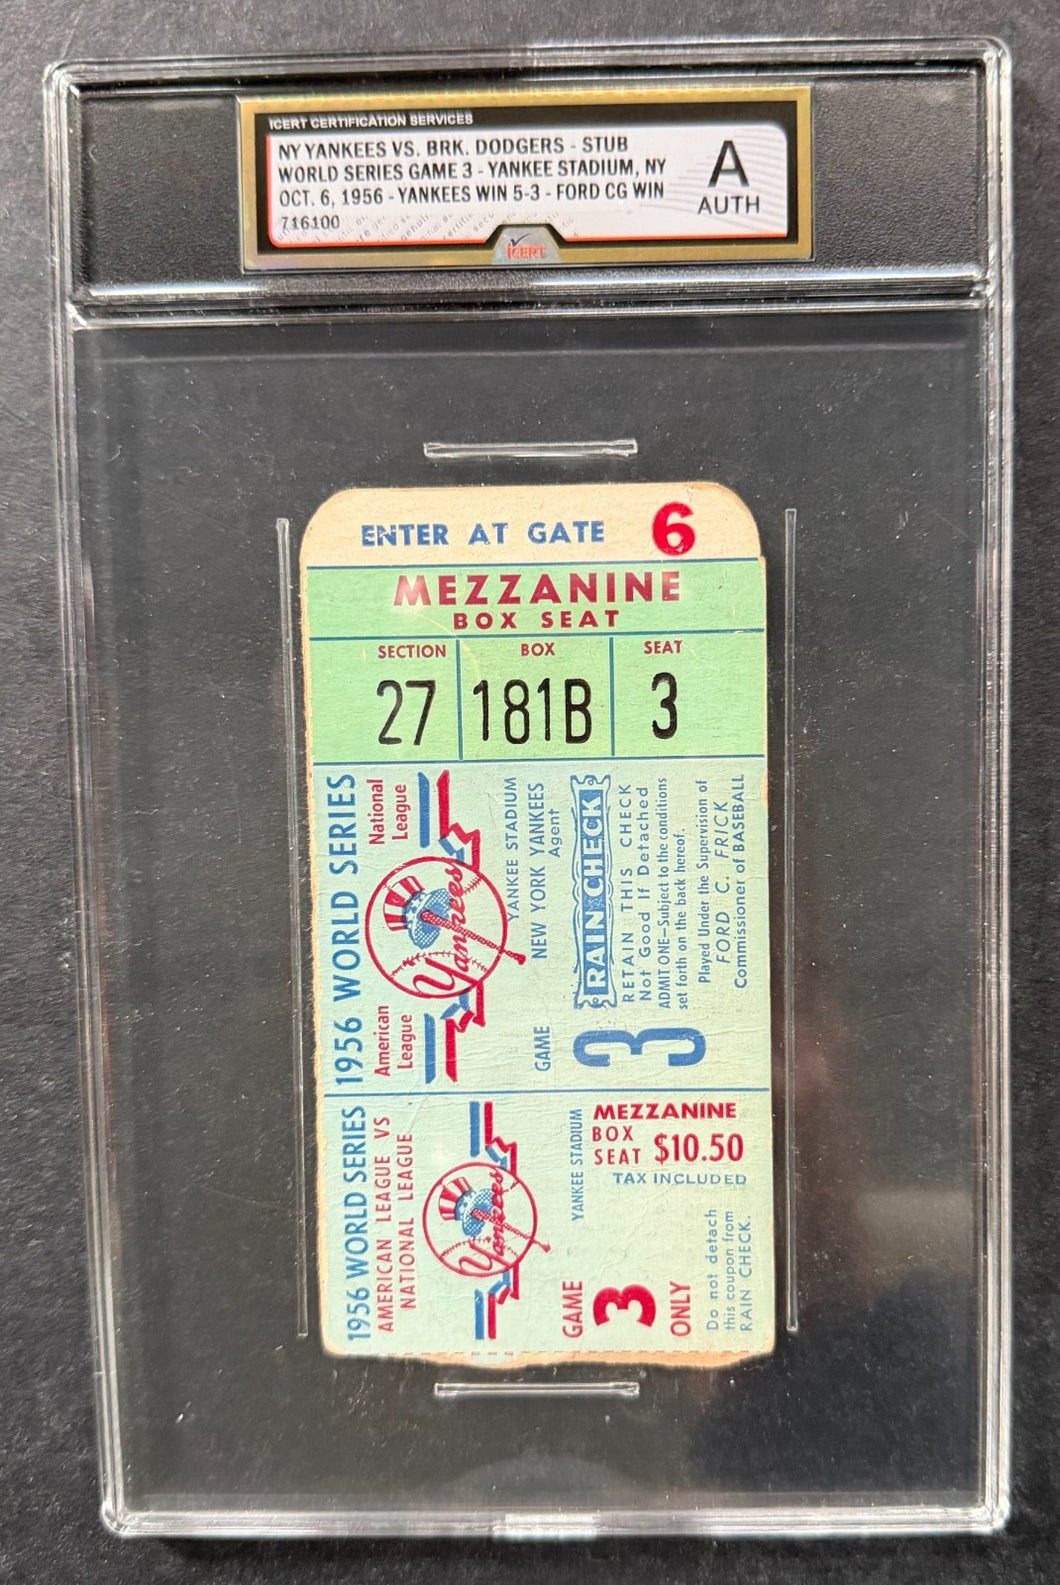 ICERT CERTIFICATION SERVICES
NY YANKEES VS. BRK. DODGERS - STUB
WORLD SERIES GAME 3 - YANKEE STADIUM, NY
OCT. 6, 1956 - YANKEES WIN 5-3 - FORD CG WIN
716100
A
AUTH
iCERT
ENTER AT GATE 6
MEZZANINE
BOX SEAT
SECTION BOX SEAT
27 181B 3
1956 WORLD SERIES
American League
National League
Yankees
YANKEE STADIUM
NEW YORK YANKEES
Agent
GAME
3
RAIN CHECK
RETAIN THIS CHECK
Not Good If Detached
ADMIT ONE—Subject to the conditions
set forth on the back hereof.
Played Under the Supervision of
FORD C. FRICK
Commissioner of BASEBALL
1956 WORLD SERIES
AMERICAN LEAGUE VS
NATIONAL LEAGUE
Yankees
YANKEE STADIUM
MEZZANINE
BOX
SEAT $10.50
TAX INCLUDED
GAME
3
ONLY
Do not detach
this coupon from
RAIN CHECK.